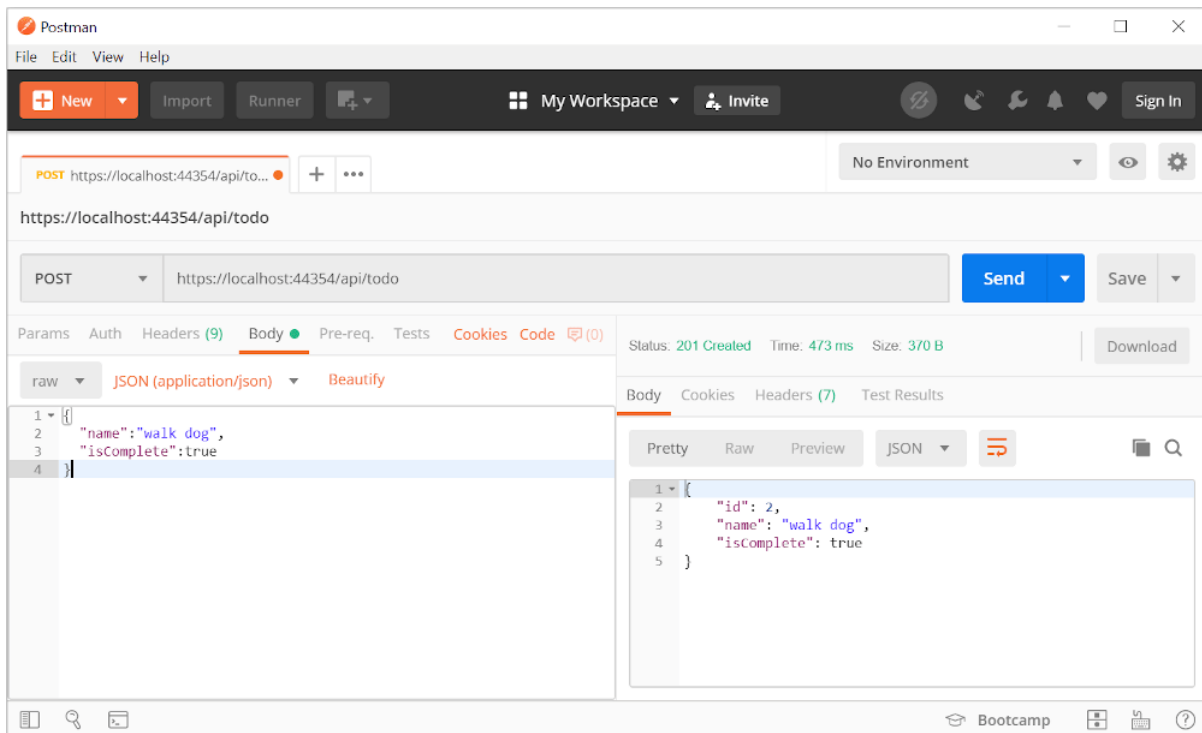 Postman
File Edit View Help
New Import Runner My Workspace Invite Sign In
POST https://localhost:44354/api/to... + ••• No Environment
https://localhost:44354/api/todo
POST https://localhost:44354/api/todo Send Save
Params Auth Headers (9) Body Pre-req. Tests Cookies Code (0)
raw JSON (application/json) Beautify
1 {
2 "name":"walk dog",
3 "isComplete":true
4 }
Status: 201 Created Time: 473 ms Size: 370 B Download
Body Cookies Headers (7) Test Results
Pretty Raw Preview JSON
1 {
2 "id": 2,
3 "name": "walk dog",
4 "isComplete": true
5 }
Bootcamp ?